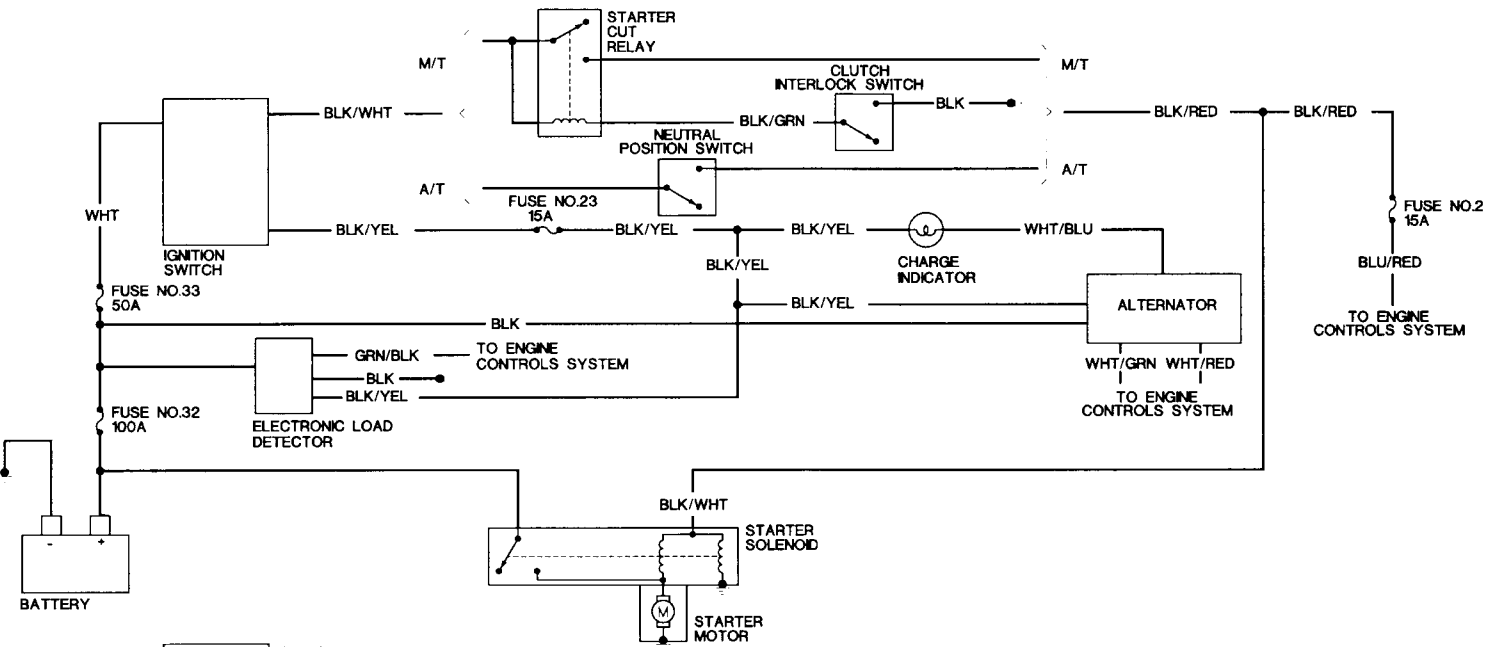 STARTER
CUT
RELAY
M/T
M/T
CLUTCH
INTERLOCK SWITCH
BLK
BLK/WHT
BLK/GRN
BLK/RED
BLK/RED
NEUTRAL
POSITION SWITCH
A/T
A/T
FUSE NO.23
15A
WHT
FUSE NO.2
15A
BLK/YEL
BLK/YEL
BLK/YEL
WHT/BLU
IGNITION
SWITCH
CHARGE
INDICATOR
BLK/YEL
BLU/RED
FUSE NO.33
50A
BLK/YEL
ALTERNATOR
BLK
TO ENGINE
CONTROLS SYSTEM
GRN/BLK
TO ENGINE
CONTROLS SYSTEM
BLK
BLK/YEL
WHT/GRN
WHT/RED
TO ENGINE
CONTROLS SYSTEM
FUSE NO.32
100A
ELECTRONIC LOAD
DETECTOR
BLK/WHT
STARTER
SOLENOID
- +
BATTERY
M
STARTER
MOTOR